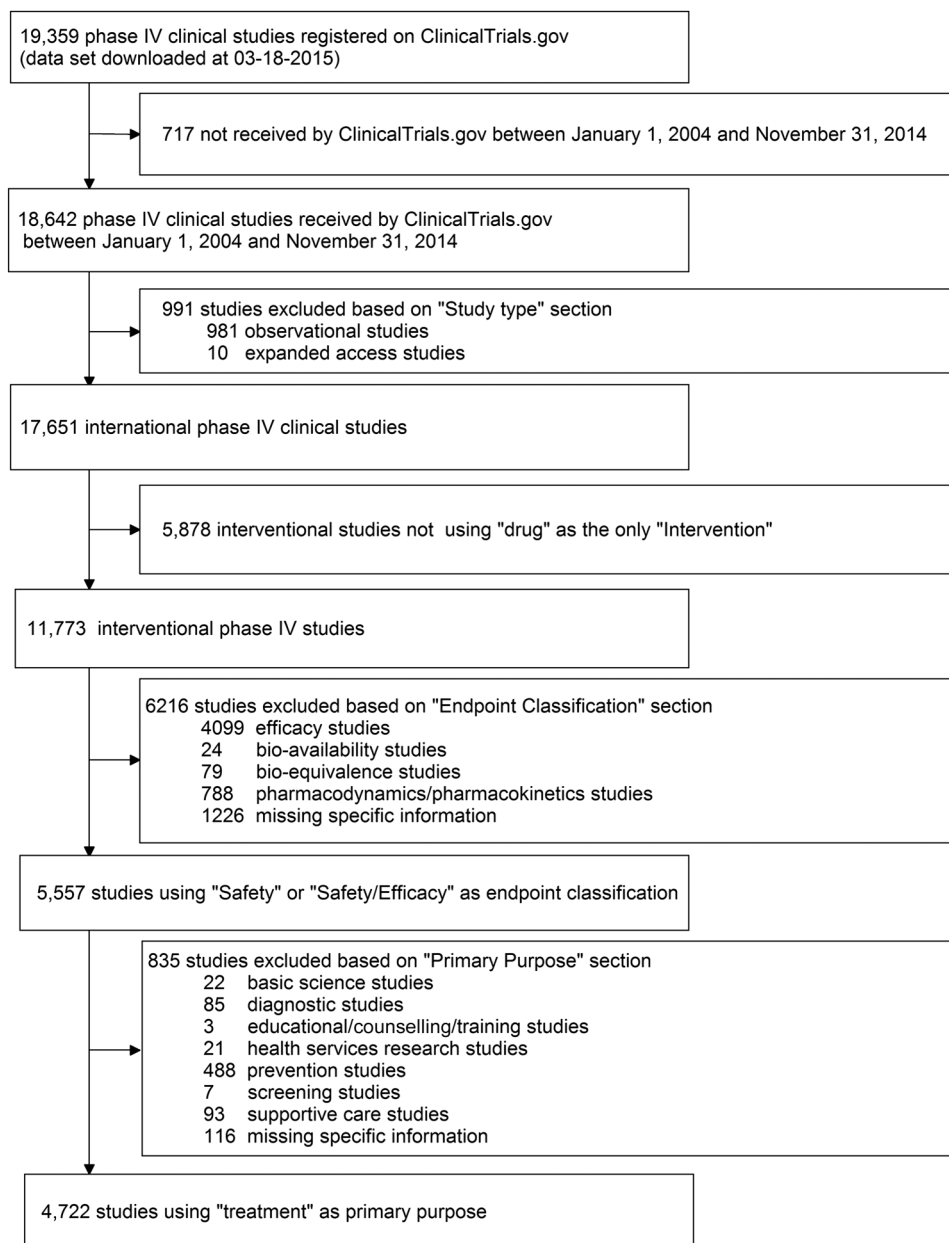 19,359 phase IV clinical studies registered on ClinicalTrials.gov
(data set downloaded at 03-18-2015)
717 not received by ClinicalTrials.gov between January 1, 2004 and November 31, 2014
18,642 phase IV clinical studies received by ClinicalTrials.gov
between January 1, 2004 and November 31, 2014
991 studies excluded based on "Study type" section
981 observational studies
10 expanded access studies
17,651 international phase IV clinical studies
5,878 interventional studies not using "drug" as the only "Intervention"
11,773 interventional phase IV studies
6216 studies excluded based on "Endpoint Classification" section
4099 efficacy studies
24 bio-availability studies
79 bio-equivalence studies
788 pharmacodynamics/pharmacokinetics studies
1226 missing specific information
5,557 studies using "Safety" or "Safety/Efficacy" as endpoint classification
835 studies excluded based on "Primary Purpose" section
22 basic science studies
85 diagnostic studies
3 educational/counselling/training studies
21 health services research studies
488 prevention studies
7 screening studies
93 supportive care studies
116 missing specific information
4,722 studies using "treatment" as primary purpose